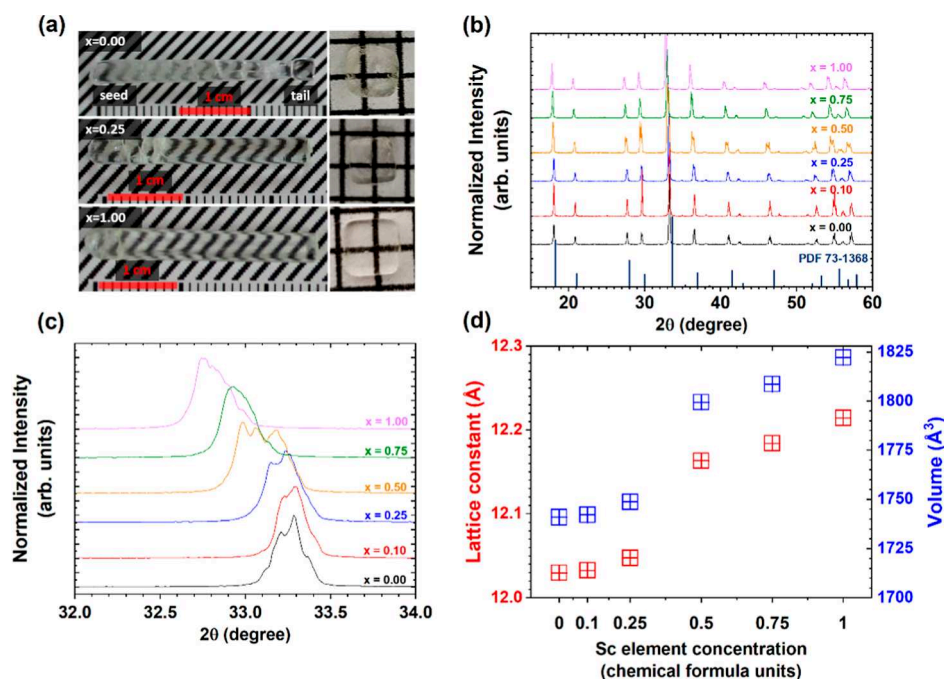 (a)
x=0.00
seed
1 cm
tail
x=0.25
1 cm
x=1.00
1 cm
(b)
Normalized Intensity
(arb. units)
x = 1.00
x = 0.75
x = 0.50
x = 0.25
x = 0.10
x = 0.00
PDF 73-1368
20
30
40
50
60
2θ (degree)
(c)
Normalized Intensity
(arb. units)
x = 1.00
x = 0.75
x = 0.50
x = 0.25
x = 0.10
x = 0.00
32.0
32.5
33.0
33.5
34.0
2θ (degree)
(d)
Lattice constant (Å)
12.3
12.2
12.1
12.0
Volume (Å³)
1825
1800
1775
1750
1725
1700
0
0.1
0.25
0.5
0.75
1
Sc element concentration
(chemical formula units)